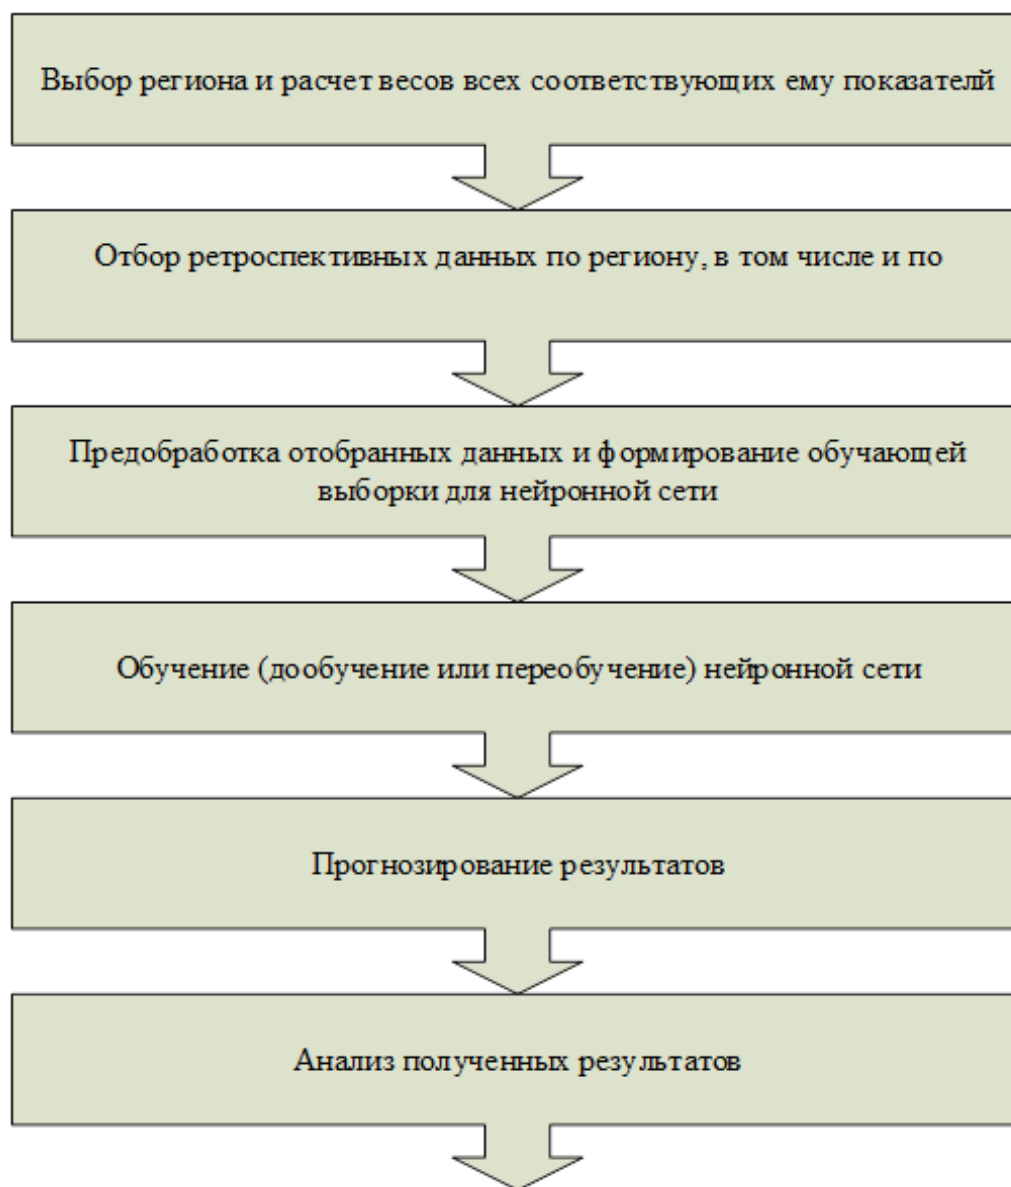 Выбор региона и расчет весов всех соответствующих ему показателй
Отбор ретроспективных данных по региону, в том числе и по
Предобработка отобранных данных и формирование обучающей
выборки для нейронной сети
Обучение (дообучение или переобучение) нейронной сети
Прогнозирование результатов
Анализ полученных результатов